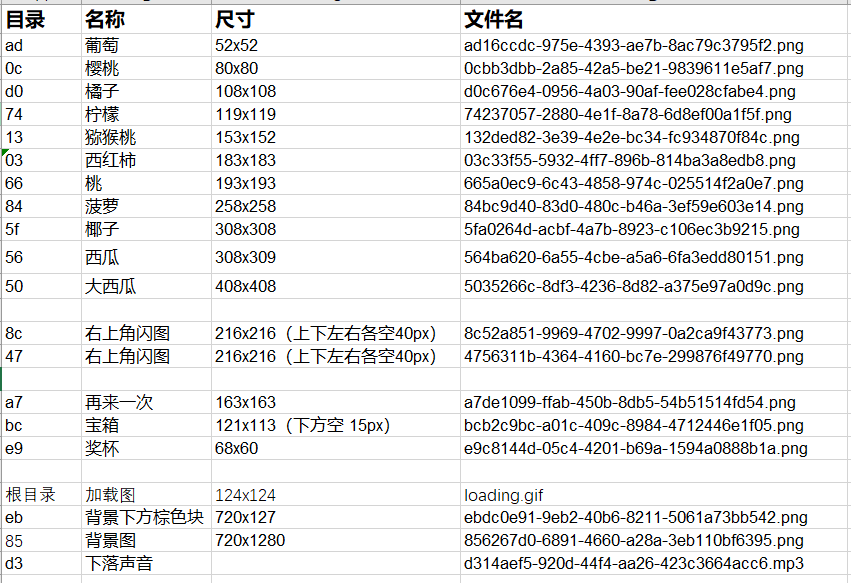 目录 名称 尺寸 文件名
ad 葡萄 52x52 ad16ccdc-975e-4393-ae7b-8ac79c3795f2.png
0c 樱桃 80x80 0cbb3dbb-2a85-42a5-be21-9839611e5af7.png
d0 橘子 108x108 d0c676e4-0956-4a03-90af-fee028cfabe4.png
74 柠檬 119x119 74237057-2880-4e1f-8a78-6d8ef00a1f5f.png
13 猕猴桃 153x152 132ded82-3e39-4e2e-bc34-fc934870f84c.png
03 西红柿 183x183 03c33f55-5932-4ff7-896b-814ba3a8edb8.png
66 桃 193x193 665a0ec9-6c43-4858-974c-025514f2a0e7.png
84 菠萝 258x258 84bc9d40-83d0-480c-b46a-3ef59e603e14.png
5f 椰子 308x308 5fa0264d-acbf-4a7b-8923-c106ec3b9215.png
56 西瓜 308x309 564ba620-6a55-4cbe-a5a6-6fa3edd80151.png
50 大西瓜 408x408 5035266c-8df3-4236-8d82-a375e97a0d9c.png
8c 右上角闪图 216x216（上下左右各空40px） 8c52a851-9969-4702-9997-0a2ca9f43773.png
47 右上角闪图 216x216（上下左右各空40px） 4756311b-4364-4160-bc7e-299876f49770.png
a7 再来一次 163x163 a7de1099-ffab-450b-8db5-54b51514fd54.png
bc 宝箱 121x113（下方空 15px） bcb2c9bc-a01c-409c-8984-4712446e1f05.png
e9 奖杯 68x60 e9c8144d-05c4-4201-b69a-1594a0888b1a.png
根目录 加载图 124x124 loading.gif
eb 背景下方棕色块 720x127 ebdc0e91-9eb2-40b6-8211-5061a73bb542.png
85 背景图 720x1280 856267d0-6891-4660-a28a-3eb110bf6395.png
d3 下落声音 d314aef5-920d-44f4-aa26-423c3664acc6.mp3